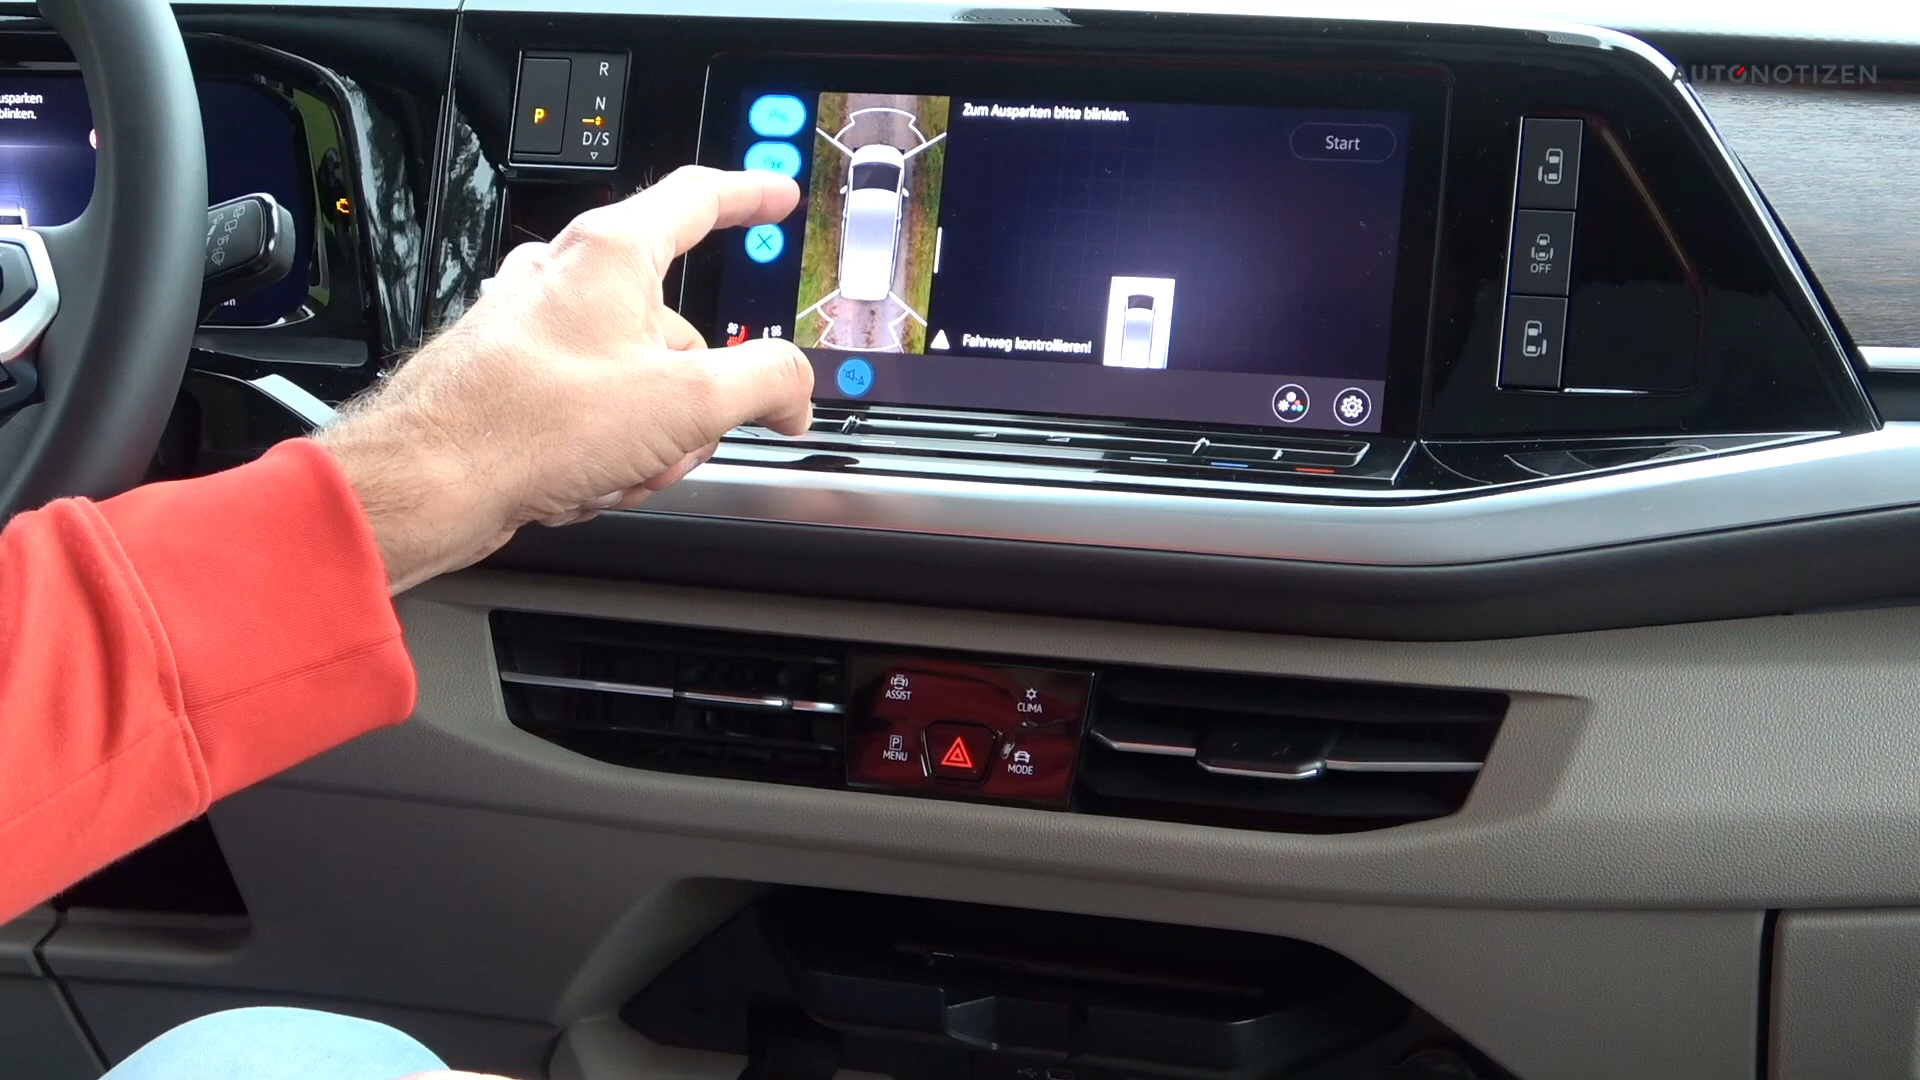 AUTONOTIZEN
usparken
blinken.
R
N
D/S
P
Zum Ausparken bitte blinken.
Start
Fahrweg kontrollieren!
OFF
ASSIST
CLIMA
P
MENU
MODE